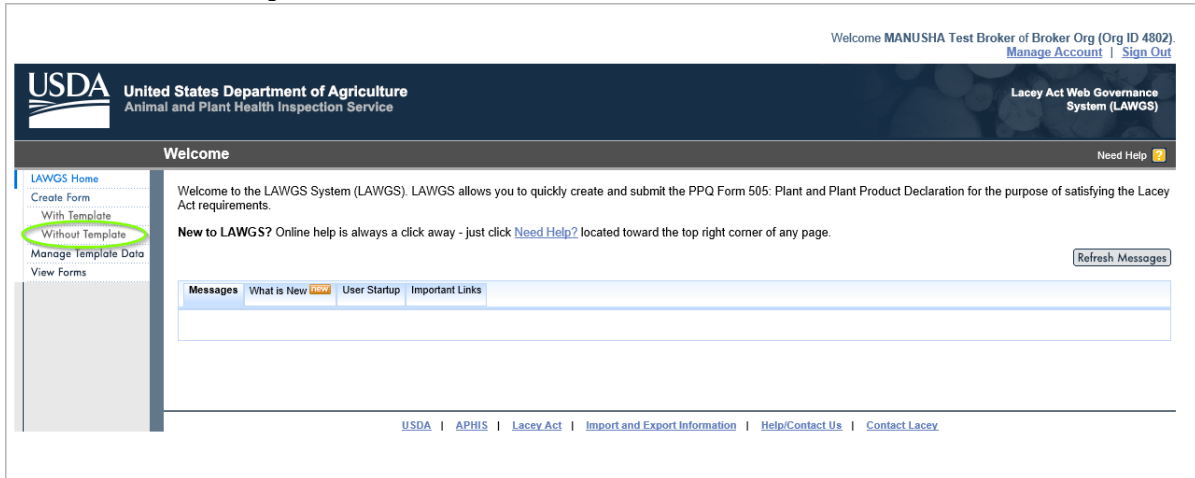 Welcome MANUSHA Test Broker of Broker Org (Org ID 4802).
Manage Account | Sign Out
USDA
United States Department of Agriculture
Animal and Plant Health Inspection Service
Lacey Act Web Governance
System (LAWGS)
Welcome
Need Help ?
LAWGS Home
Create Form
With Template
Without Template
Manage Template Data
View Forms
Welcome to the LAWGS System (LAWGS). LAWGS allows you to quickly create and submit the PPQ Form 505: Plant and Plant Product Declaration for the purpose of satisfying the Lacey
Act requirements.
New to LAWGS? Online help is always a click away - just click Need Help? located toward the top right corner of any page.
Refresh Messages
Messages What is New new User Startup Important Links
USDA | APHIS | Lacey Act | Import and Export Information | Help/Contact Us | Contact Lacey